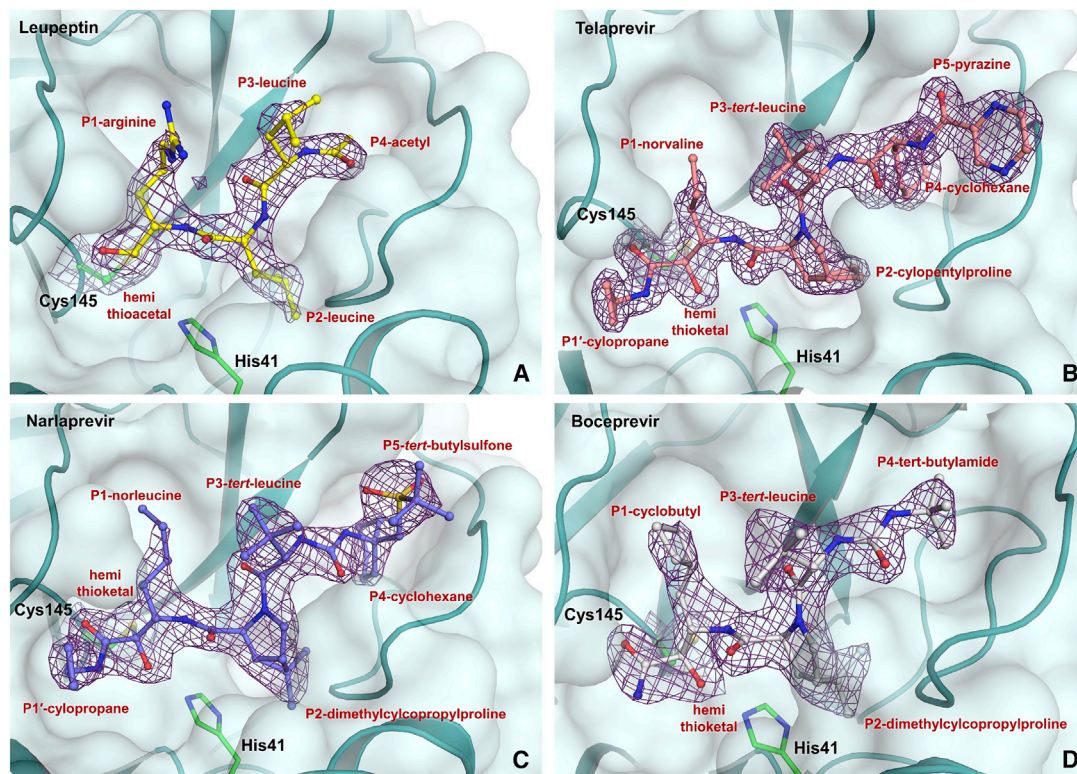 Leupeptin
P3-leucine
P1-arginine
P4-acetyl
Cys145
hemi
thioacetal
P2-leucine
His41
A
Telaprevir
P5-pyrazine
P3-tert-leucine
P1-norvaline
P4-cyclohexane
Cys145
P2-cylopentylproline
hemi
thioketal
P1′-cylopropane
His41
B
Narlaprevir
P5-tert-butylsulfone
P3-tert-leucine
P1-norleucine
hemi
thioketal
P4-cyclohexane
Cys145
P1′-cylopropane
P2-dimethylcylcopropylproline
His41
C
Boceprevir
P4-tert-butylamide
P3-tert-leucine
P1-cyclobutyl
Cys145
hemi
thioketal
P2-dimethylcylcopropylproline
His41
D